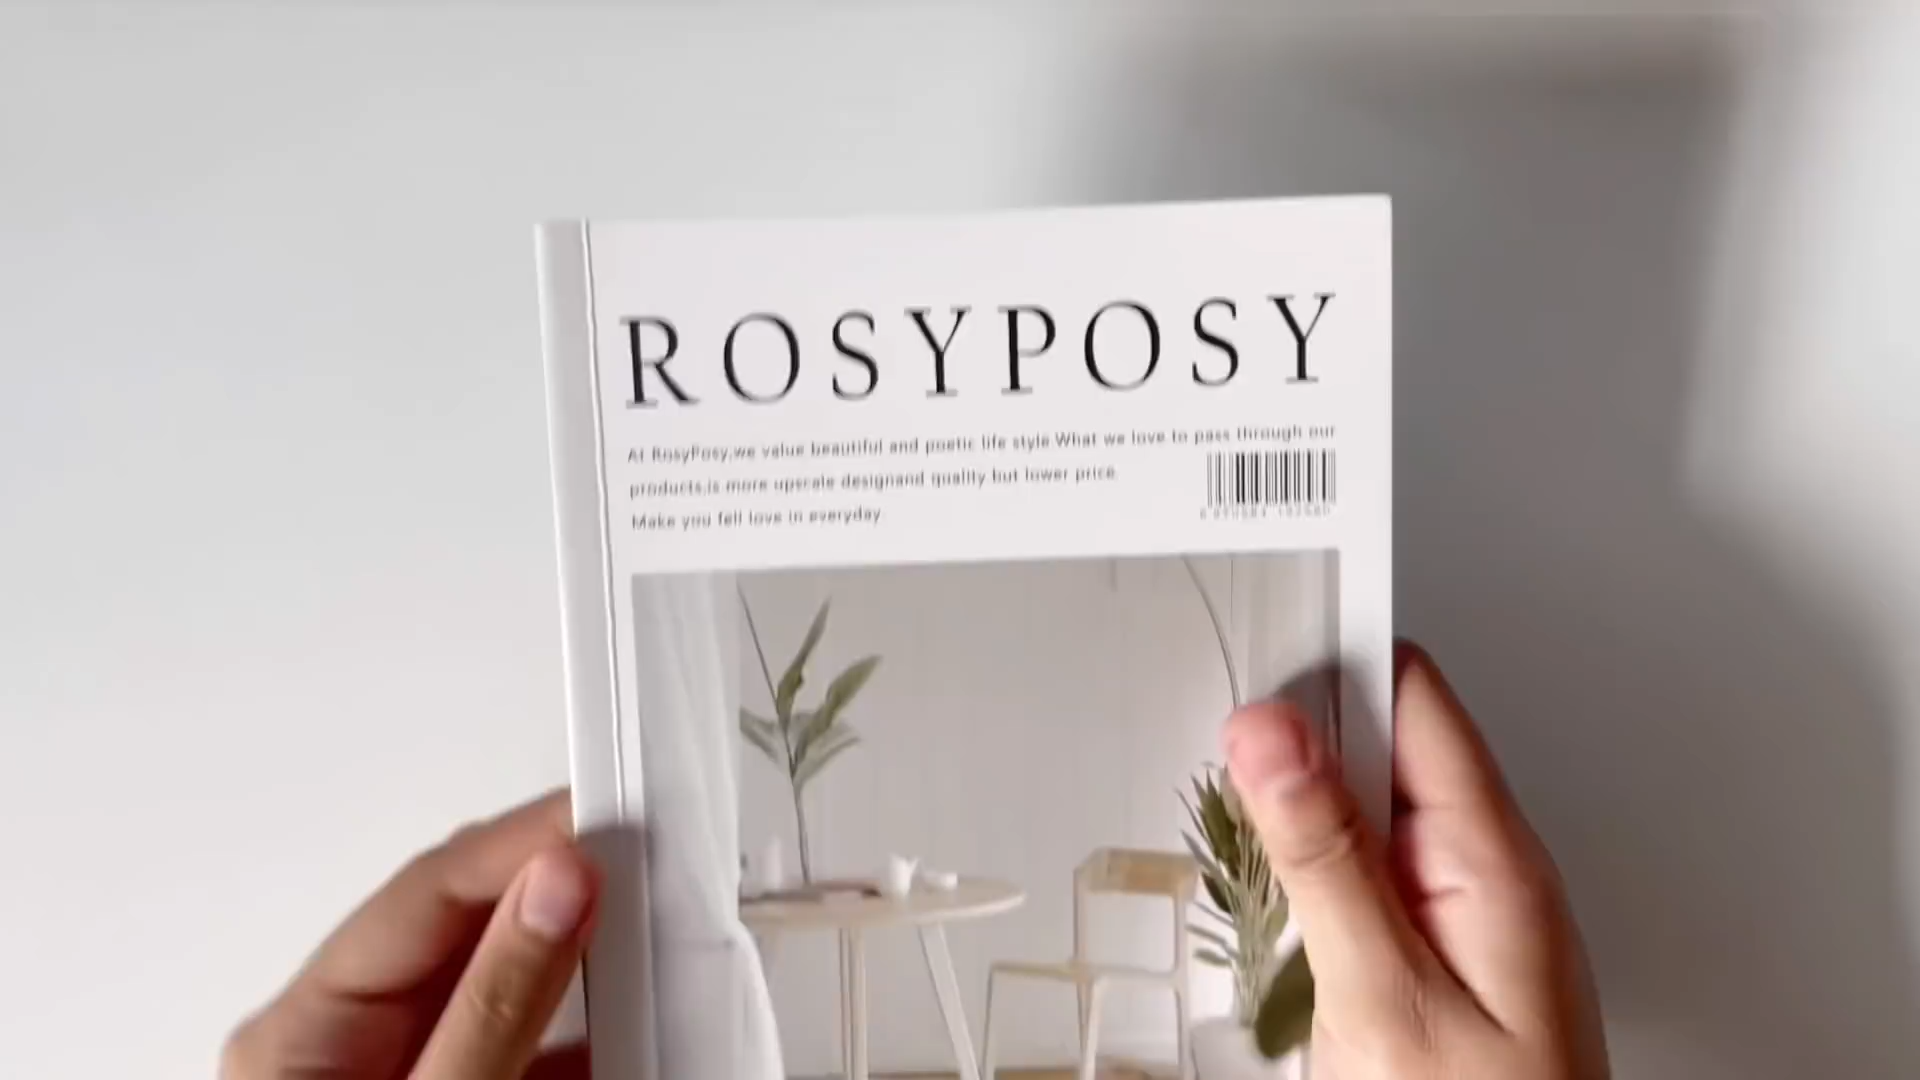 ROSYPOSY
At RosyPosy,we value beautiful and poetic life style.What we love to pass through our
products,is more upscale designand quality but lower price.
Make you fell love in everyday